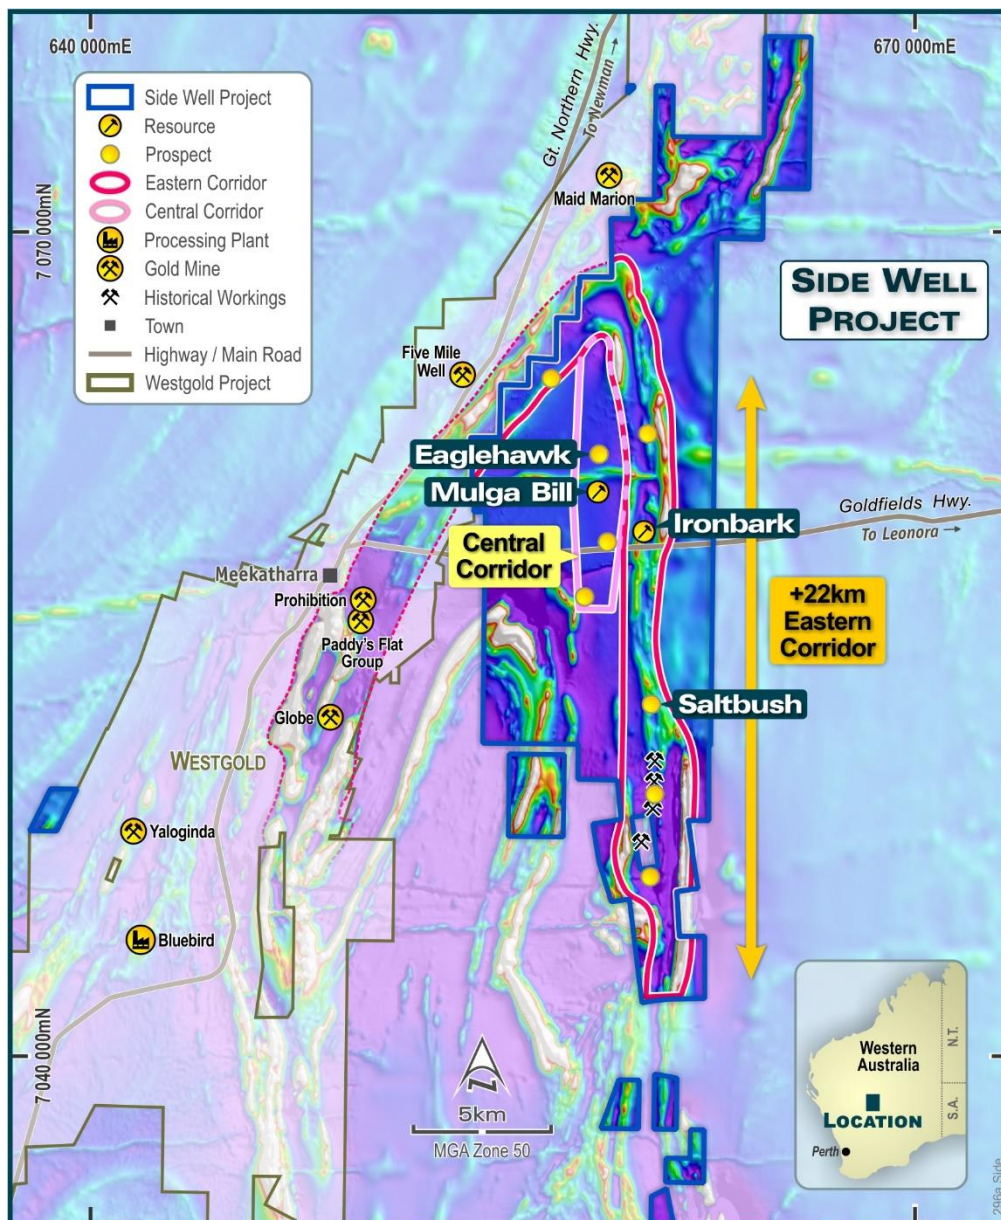 640 000mE
670 000mE
7 070 000mN
7 040 000mN
Side Well Project
Resource
Prospect
Eastern Corridor
Central Corridor
Processing Plant
Gold Mine
Historical Workings
Town
Highway / Main Road
Westgold Project
Gt. Northern Hwy.
To Newman
Maid Marion
SIDE WELL
PROJECT
Five Mile
Well
Eaglehawk
Mulga Bill
Ironbark
Goldfields Hwy.
To Leonora
Central
Corridor
Meekatharra
Prohibition
Paddy's Flat
Group
+22km
Eastern
Corridor
Globe
Saltbush
WESTGOLD
Yaloginda
Bluebird
N
5km
MGA Zone 50
Western
Australia
N.T.
S.A.
LOCATION
Perth
296a Side